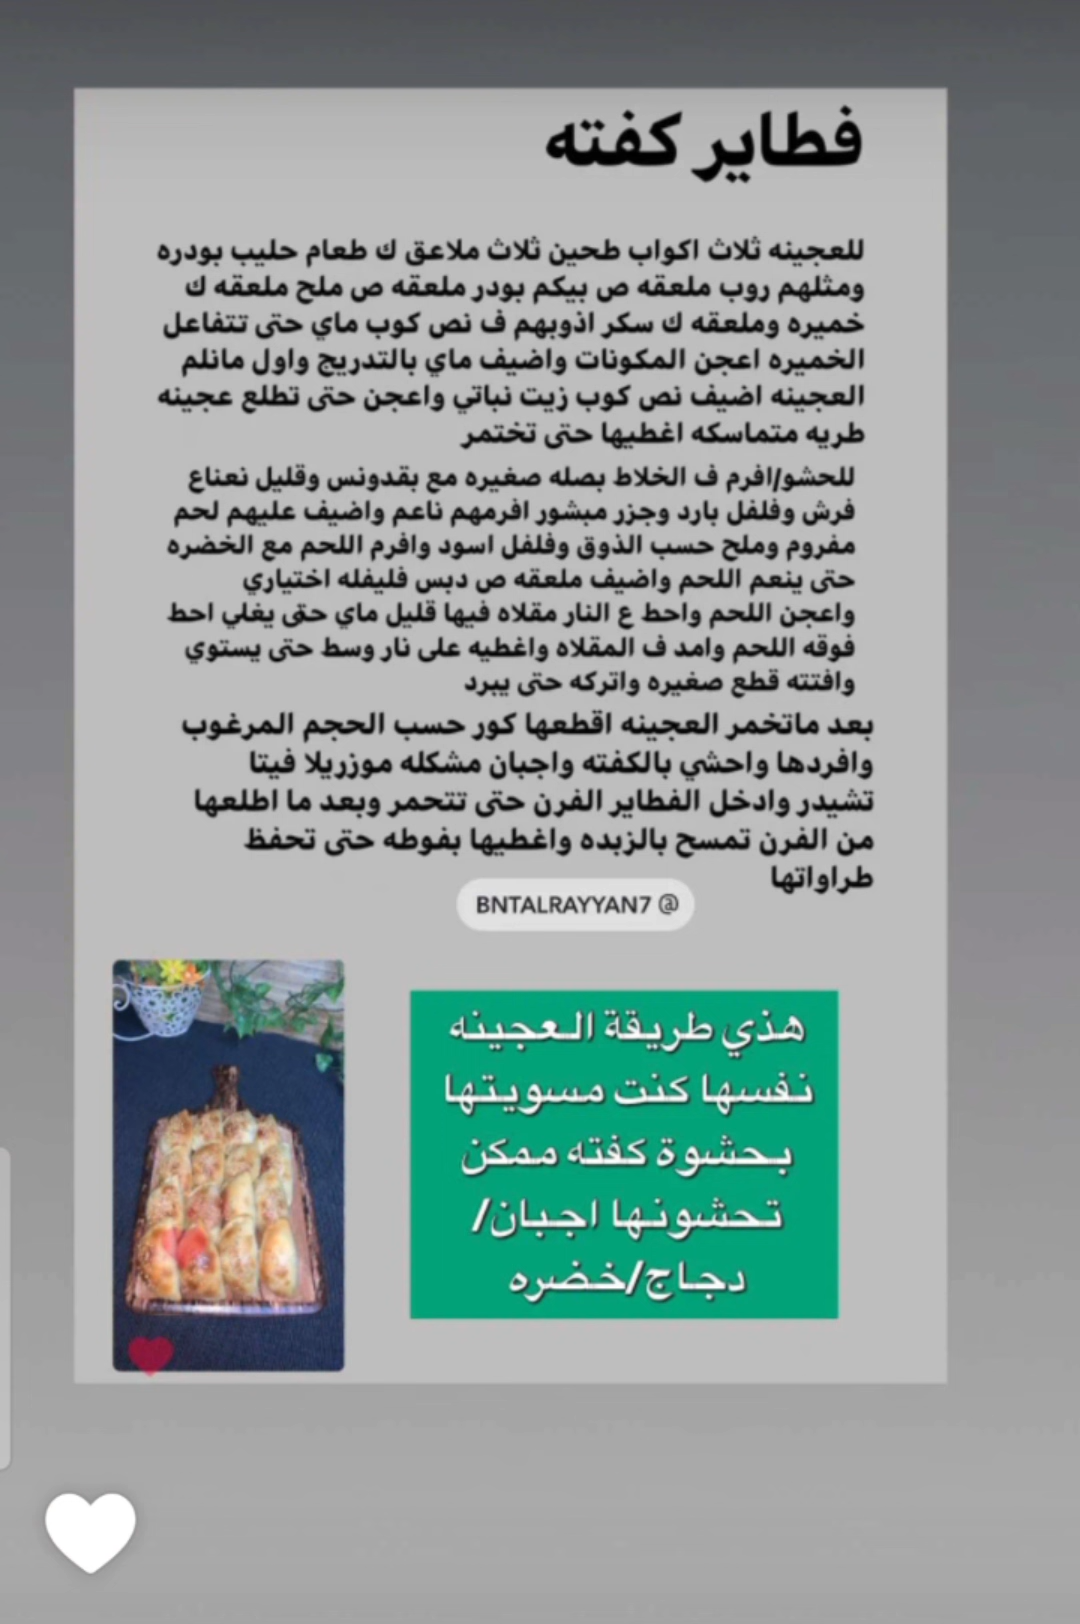 فطاير كفته
للعجينه ثلاث اكواب طحين ثلاث ملاعق ك طعام حليب بودره
ومثلهم روب ملعقه ص بيكم بودر ملعقه ص ملح ملعقه ك
خميره وملعقه ك سكر اذوبهم ف نص كوب ماي حتى تتفاعل
الخميره اعجن المكونات واضيف ماي بالتدريج واول مانلم
العجينه اضيف نص كوب زيت نباتي واعجن حتى تطلع عجينه
طريه متماسكه اغطيها حتى تختمر
للحشو/افرم ف الخلاط بصله صغيره مع بقدونس وقليل نعناع
فرش وفلفل بارد وجزر مبشور افرمهم ناعم واضيف عليهم لحم
مفروم وملح حسب الذوق وفلفل اسود وافرم اللحم مع الخضره
حتى ينعم اللحم واضيف ملعقه ص دبس فليفله اختياري
واعجن اللحم واحط ع النار مقلاه فيها قليل ماي حتى يغلي احط
فوقه اللحم وامد ف المقلاه واغطيه على نار وسط حتى يستوي
وافتته قطع صغيره واتركه حتى يبرد
بعد ماتخمر العجينه اقطعها كور حسب الحجم المرغوب
وافردها واحشي بالكفته واجبان مشكله موزريلا فيتا
تشيدر وادخل الفطاير الفرن حتى تتحمر وبعد ما اطلعها
من الفرن تمسح بالزبده واغطيها بفوطه حتى تحفظ
طراواتها
BNTALRAYYAN7 @
هذي طريقة العجينه
نفسها كنت مسويتها
بحشوة كفته ممكن
تحشونها اجبان/
دجاج/خضره